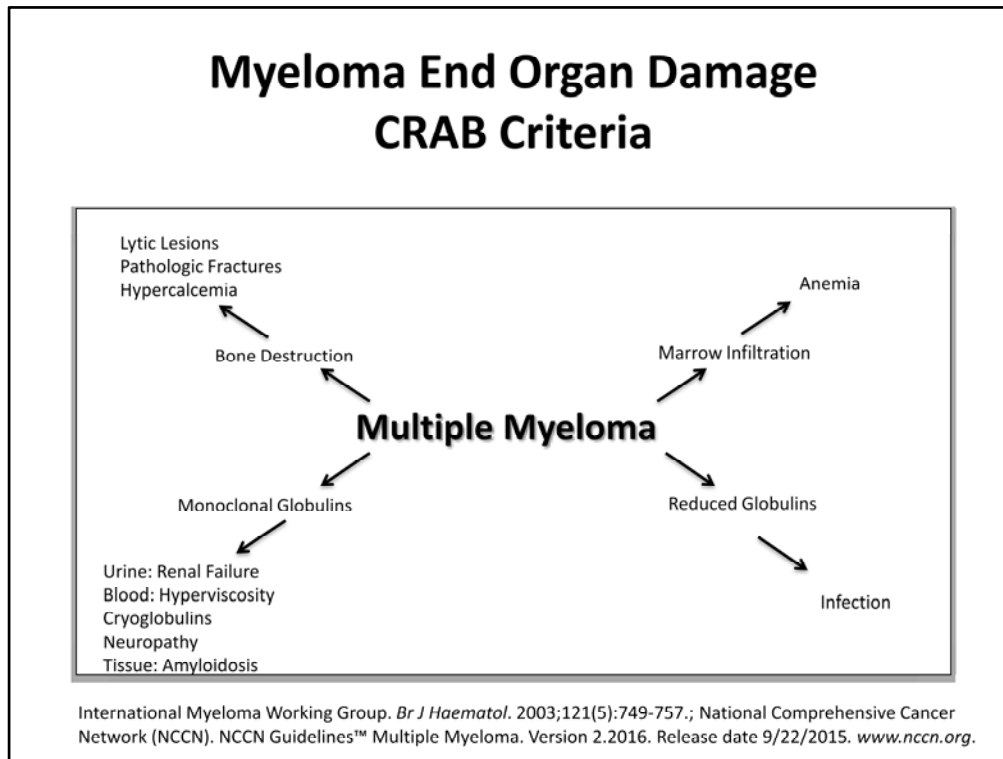 Myeloma End Organ Damage
CRAB Criteria
Lytic Lesions
Pathologic Fractures
Hypercalcemia
Bone Destruction
Anemia
Marrow Infiltration
Multiple Myeloma
Monoclonal Globulins
Urine: Renal Failure
Blood: Hyperviscosity
Cryoglobulins
Neuropathy
Tissue: Amyloidosis
Reduced Globulins
Infection
International Myeloma Working Group. Br J Haematol. 2003;121(5):749-757.; National Comprehensive Cancer
Network (NCCN). NCCN Guidelines™ Multiple Myeloma. Version 2.2016. Release date 9/22/2015. www.nccn.org.